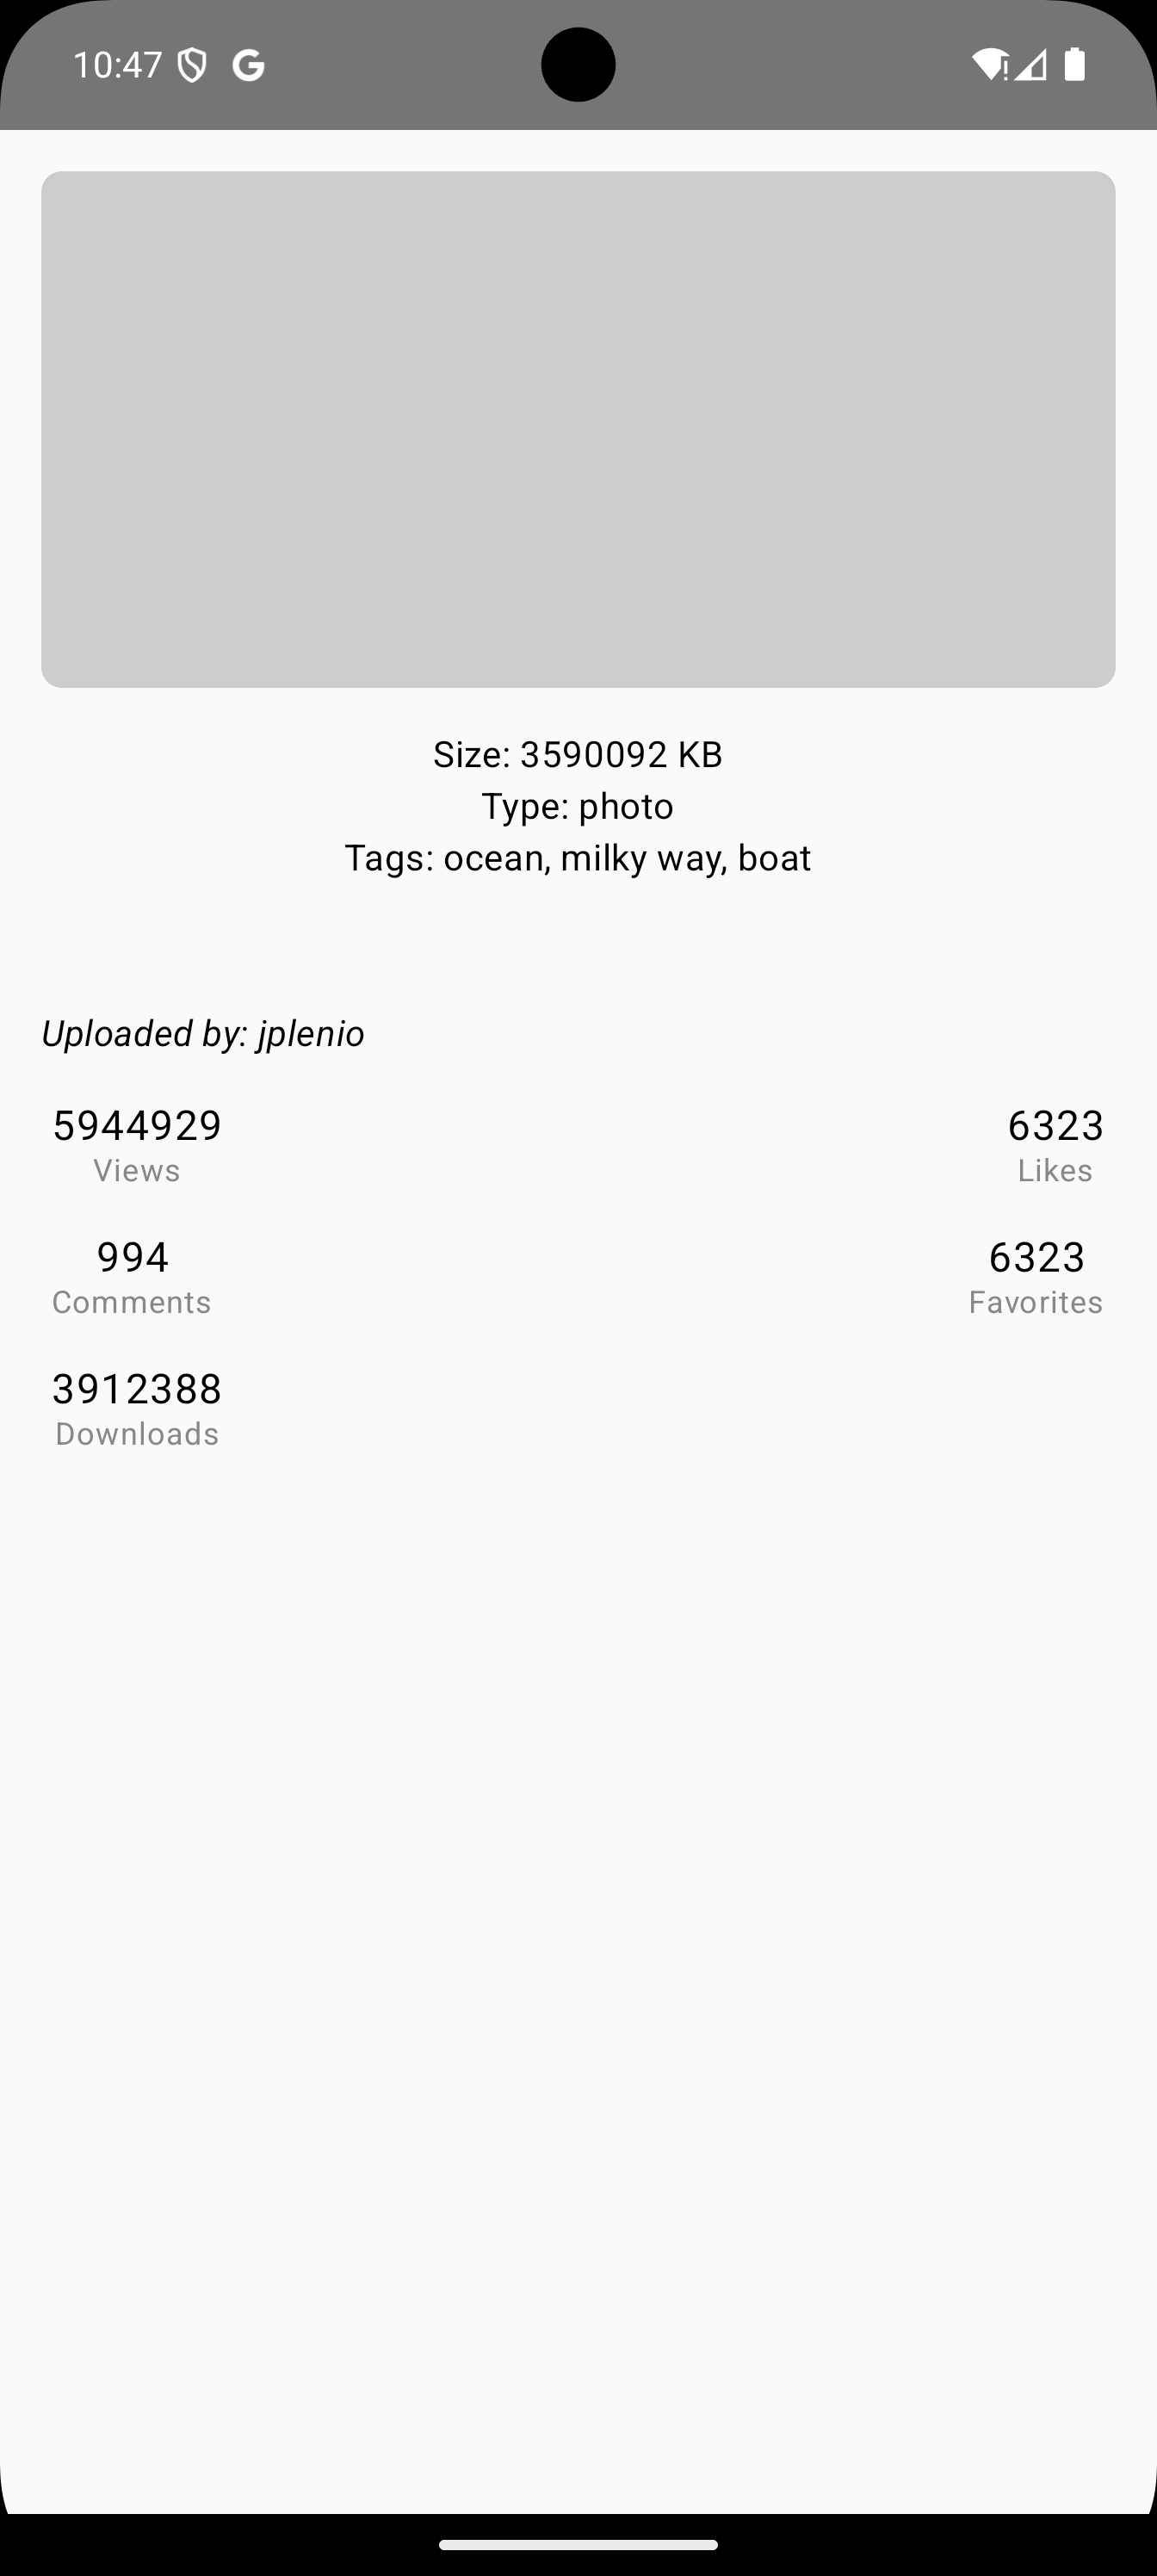 10:47
Size: 3590092 KB
Type: photo
Tags: ocean, milky way, boat
Uploaded by: jplenio
5944929 6323
Views Likes
994 6323
Comments Favorites
3912388
Downloads